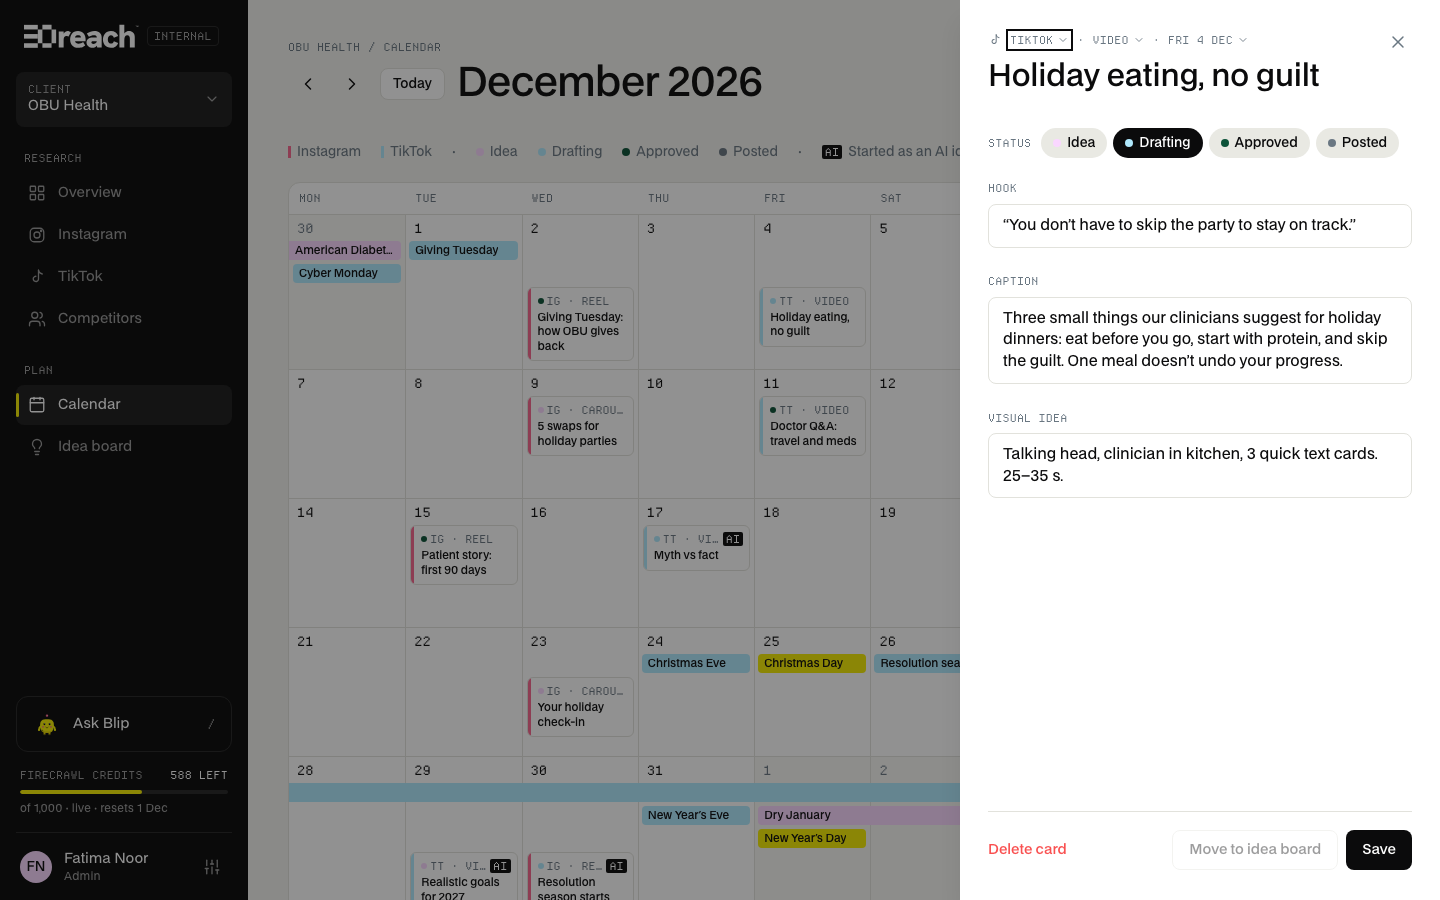 reach
INTERNAL
CLIENT
OBU Health
RESEARCH
Overview
Instagram
TikTok
Competitors
PLAN
Calendar
Idea board
Ask Blip
/
FIRECRAWL CREDITS
588 LEFT
of 1,000 · live · resets 1 Dec
FN
Fatima Noor
Admin
OBU HEALTH / CALENDAR
Today
December 2026
Instagram
TikTok
·
Idea
Drafting
Approved
Posted
·
AI
Started as an AI
MON
TUE
WED
THU
FRI
SAT
30
American Diabet…
Cyber Monday
1
Giving Tuesday
2
IG · REEL
Giving Tuesday:
how OBU gives
back
3
4
TT · VIDEO
Holiday eating,
no guilt
5
7
8
9
IG · CAROU…
5 swaps for
holiday parties
10
11
TT · VIDEO
Doctor Q&A:
travel and meds
12
14
15
IG · REEL
Patient story:
first 90 days
16
17
TT · VI…
AI
Myth vs fact
18
19
21
22
23
IG · CAROU…
Your holiday
check-in
24
Christmas Eve
25
Christmas Day
26
Resolution sea
28
29
TT · VI…
AI
Realistic goals
for 2027
30
IG · RE…
AI
Resolution
season starts
31
New Year's Eve
1
Dry January
New Year's Day
2
TIKTOK
·
VIDEO
·
FRI 4 DEC
Holiday eating, no guilt
STATUS
Idea
Drafting
Approved
Posted
HOOK
“You don’t have to skip the party to stay on track.”
CAPTION
Three small things our clinicians suggest for holiday
dinners: eat before you go, start with protein, and skip
the guilt. One meal doesn’t undo your progress.
VISUAL IDEA
Talking head, clinician in kitchen, 3 quick text cards.
25–35 s.
Delete card
Move to idea board
Save